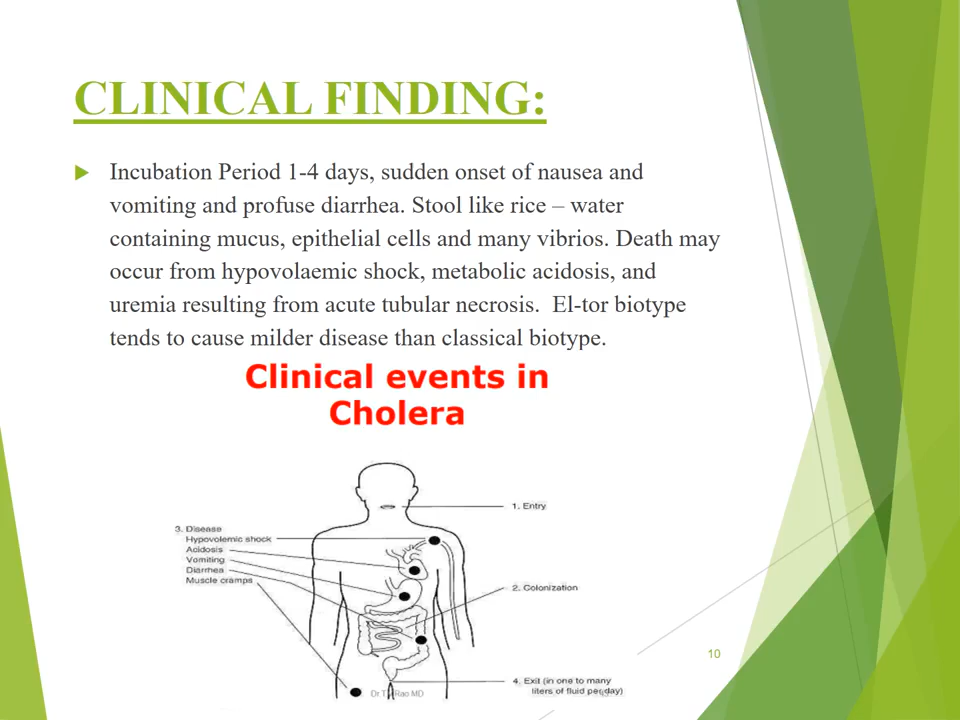 CLINICAL FINDING:
Incubation Period 1-4 days, sudden onset of nausea and
vomiting and profuse diarrhea. Stool like rice – water
containing mucus, epithelial cells and many vibrios. Death may
occur from hypovolaemic shock, metabolic acidosis, and
uremia resulting from acute tubular necrosis.  El-tor biotype
tends to cause milder disease than classical biotype.
Clinical events in
Cholera
1. Entry
3. Disease
Hypovolemic shock
Acidosis
Vomiting
Diarrhea
Muscle cramps
2. Colonization
10
4. Exit (in one to many
liters of fluid per day)
Rao MD